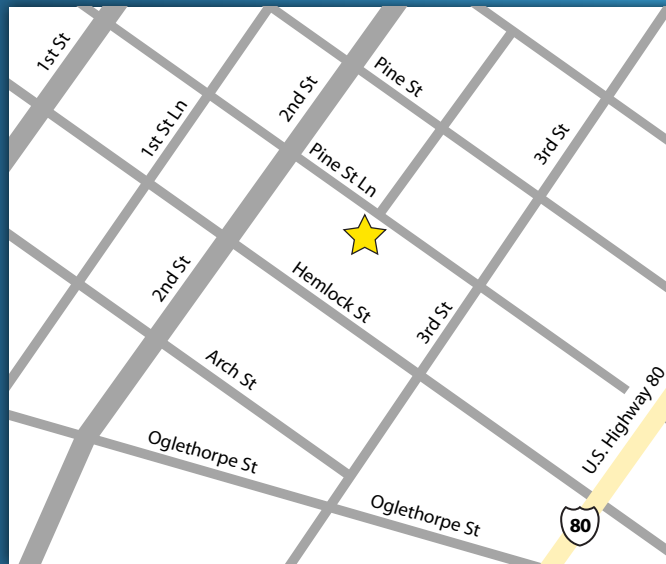 1st St
Pine St
2nd St
1st St Ln
3rd St
Pine St Ln
2nd St
Hemlock St
3rd St
Arch St
U.S. Highway 80
Oglethorpe St
Oglethorpe St
80